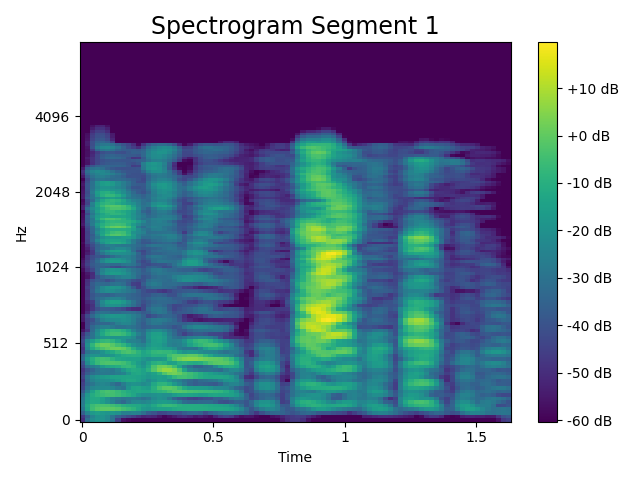 Spectrogram Segment 1
Hz
4096
2048
1024
512
0
0
0.5
1
1.5
Time
+10 dB
+0 dB
-10 dB
-20 dB
-30 dB
-40 dB
-50 dB
-60 dB